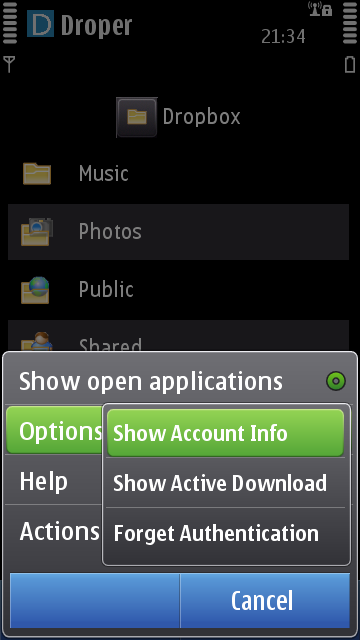 D Droper
21:34
Dropbox
Music
Photos
Public
Shared
Show open applications
Options
Show Account Info
Help
Show Active Download
Actions
Forget Authentication
Cancel